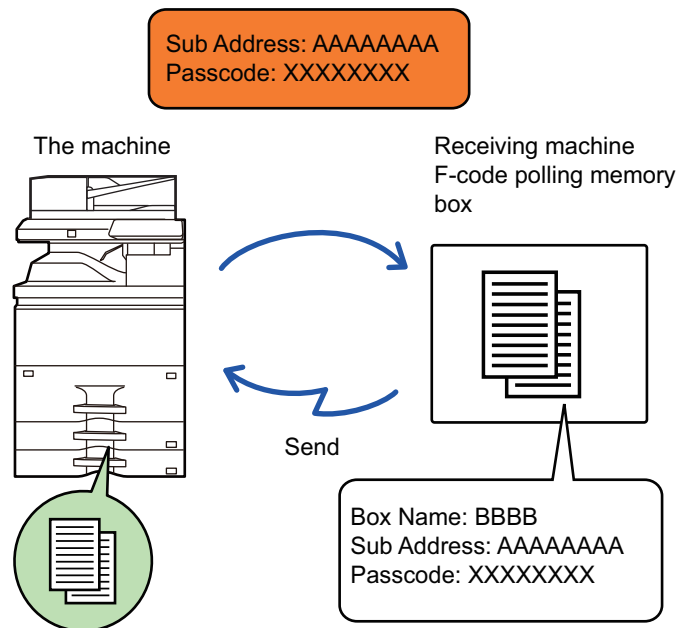 Sub Address: AAAAAAAA
Passcode: XXXXXXXX
The machine
Receiving machine
F-code polling memory
box
Send
Box Name: BBBB
Sub Address: AAAAAAAA
Passcode: XXXXXXXX